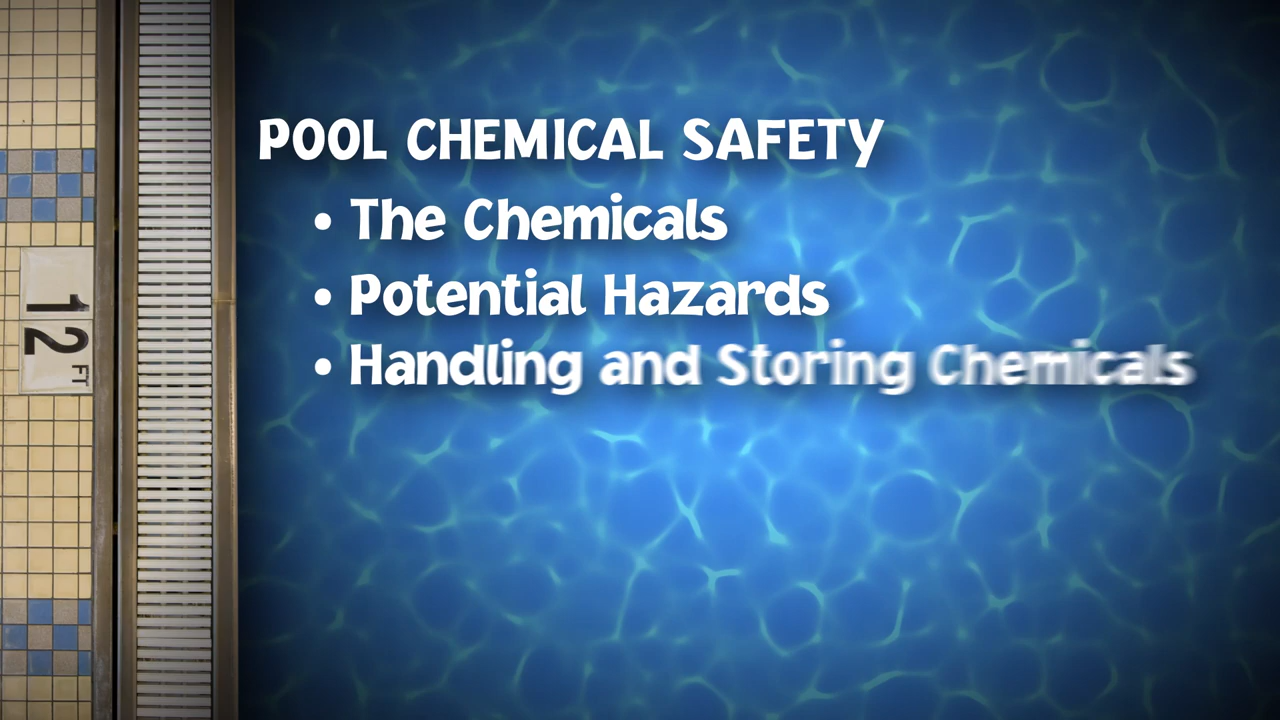 POOL CHEMICAL SAFETY
• The Chemicals
• Potential Hazards
• Handling and Storing Chemicals
12 FT